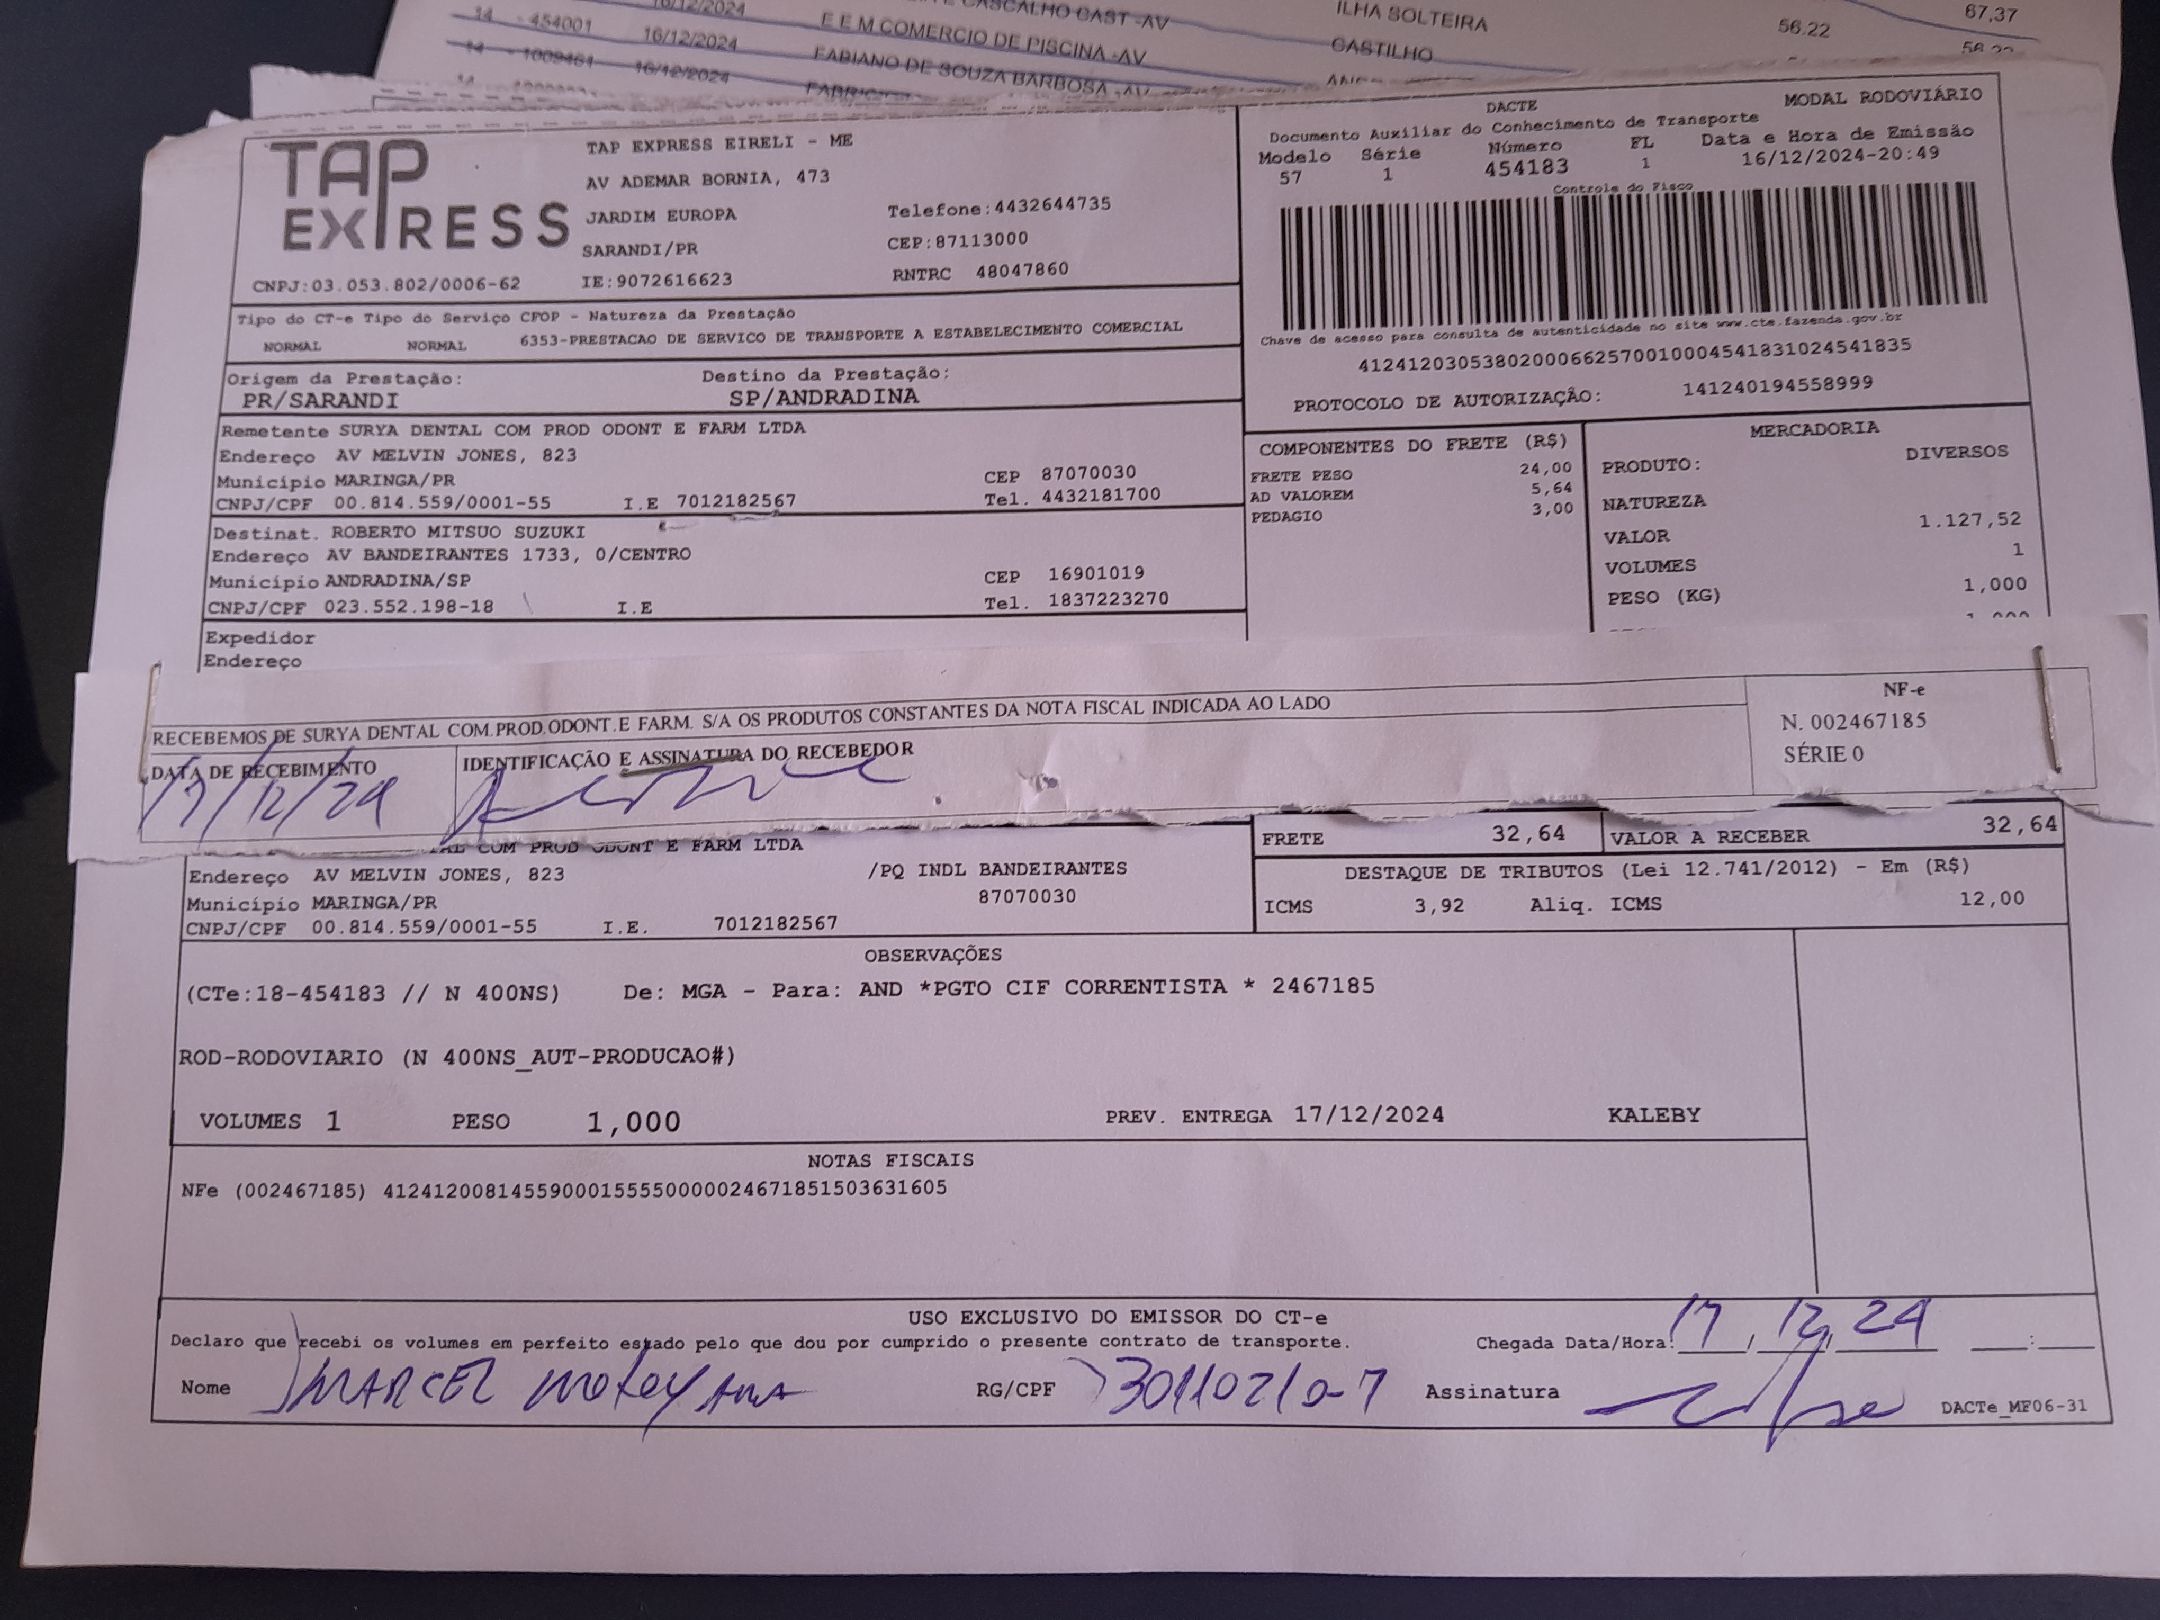 16/12/2024
ILHA SOLTEIRA
67,37
14 - 454001 16/12/2024 E E M COMERCIO DE PISCINA -AV CASTILHO 56.22
14 - 1009461 16/12/2024 FABIANO DE SOUZA BARBOSA -AV
TAP EXPRESS
TAP EXPRESS EIRELI - ME
AV ADEMAR BORNIA, 473
JARDIM EUROPA Telefone:4432644735
SARANDI/PR CEP:87113000
CNPJ:03.053.802/0006-62 IE:9072616623 RNTRC 48047860
DACTE MODAL RODOVIÁRIO
Documento Auxiliar do Conhecimento de Transporte
Modelo Série Número FL Data e Hora de Emissão
57 1 454183 1 16/12/2024-20:49
Controle do Fisco
Chave de acesso para consulta de autenticidade no site www.cte.fazenda.gov.br
41241203053802000662570010004541831024541835
PROTOCOLO DE AUTORIZAÇÃO: 141240194558999
Tipo do CT-e Tipo do Serviço CFOP - Natureza da Prestação
NORMAL NORMAL 6353-PRESTACAO DE SERVICO DE TRANSPORTE A ESTABELECIMENTO COMERCIAL
Origem da Prestação: Destino da Prestação:
PR/SARANDI SP/ANDRADINA
Remetente SURYA DENTAL COM PROD ODONT E FARM LTDA
Endereço AV MELVIN JONES, 823
Município MARINGA/PR CEP 87070030
CNPJ/CPF 00.814.559/0001-55 I.E 7012182567 Tel. 4432181700
Destinat. ROBERTO MITSUO SUZUKI
Endereço AV BANDEIRANTES 1733, 0/CENTRO
Município ANDRADINA/SP CEP 16901019
CNPJ/CPF 023.552.198-18 I.E Tel. 1837223270
Expedidor
Endereço
COMPONENTES DO FRETE (R$)
FRETE PESO 24,00
AD VALOREM 5,64
PEDAGIO 3,00
MERCADORIA
PRODUTO: DIVERSOS
NATUREZA
VALOR 1.127,52
VOLUMES 1
PESO (KG) 1,000
RECEBEMOS DE SURYA DENTAL COM.PROD.ODONT.E FARM. S/A OS PRODUTOS CONSTANTES DA NOTA FISCAL INDICADA AO LADO
DATA DE RECEBIMENTO IDENTIFICAÇÃO E ASSINATURA DO RECEBEDOR
17/12/24
NF-e
N. 002467185
SÉRIE 0
COM PROD ODONT E FARM LTDA
Endereço AV MELVIN JONES, 823 /PQ INDL BANDEIRANTES
Município MARINGA/PR 87070030
CNPJ/CPF 00.814.559/0001-55 I.E. 7012182567
FRETE 32,64 VALOR A RECEBER 32,64
DESTAQUE DE TRIBUTOS (Lei 12.741/2012) - Em (R$)
ICMS 3,92 Aliq. ICMS 12,00
OBSERVAÇÕES
(CTe:18-454183 // N 400NS) De: MGA - Para: AND *PGTO CIF CORRENTISTA * 2467185
ROD-RODOVIARIO (N 400NS_AUT-PRODUCAO#)
VOLUMES 1 PESO 1,000 PREV. ENTREGA 17/12/2024 KALEBY
NOTAS FISCAIS
NFe (002467185) 41241200814559000155550000024671851503631605
USO EXCLUSIVO DO EMISSOR DO CT-e
Declaro que recebi os volumes em perfeito estado pelo que dou por cumprido o presente contrato de transporte. Chegada Data/Hora: 17/12/24 :
Nome MARCEL RG/CPF Assinatura
DACTe_MF06-31